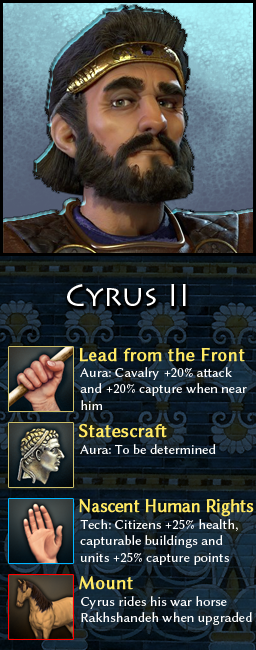 Cyrus II
Lead from the Front
Aura: Cavalry +20% attack
and +20% capture when near
him
Statescraft
Aura: To be determined
Nascent Human Rights
Tech: Citizens +25% health,
capturable buildings and
units +25% capture points
Mount
Cyrus rides his war horse
Rakhshandeh when upgraded